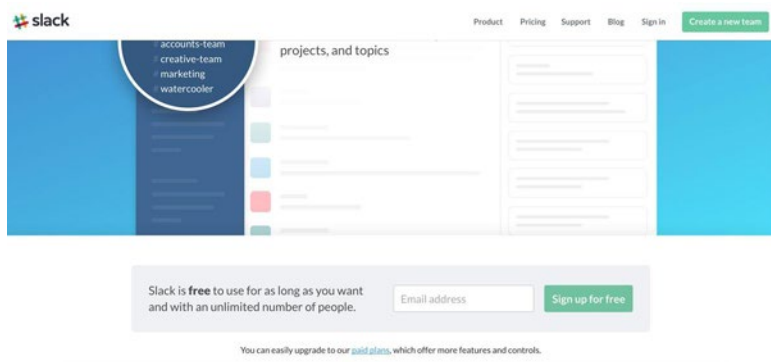 slack
Product Pricing Support Blog Sign in Create a new team
# accounts-team
# creative-team
# marketing
# watercooler
projects, and topics
Slack is free to use for as long as you want
and with an unlimited number of people.
Email address
Sign up for free
You can easily upgrade to our paid plans, which offer more features and controls.